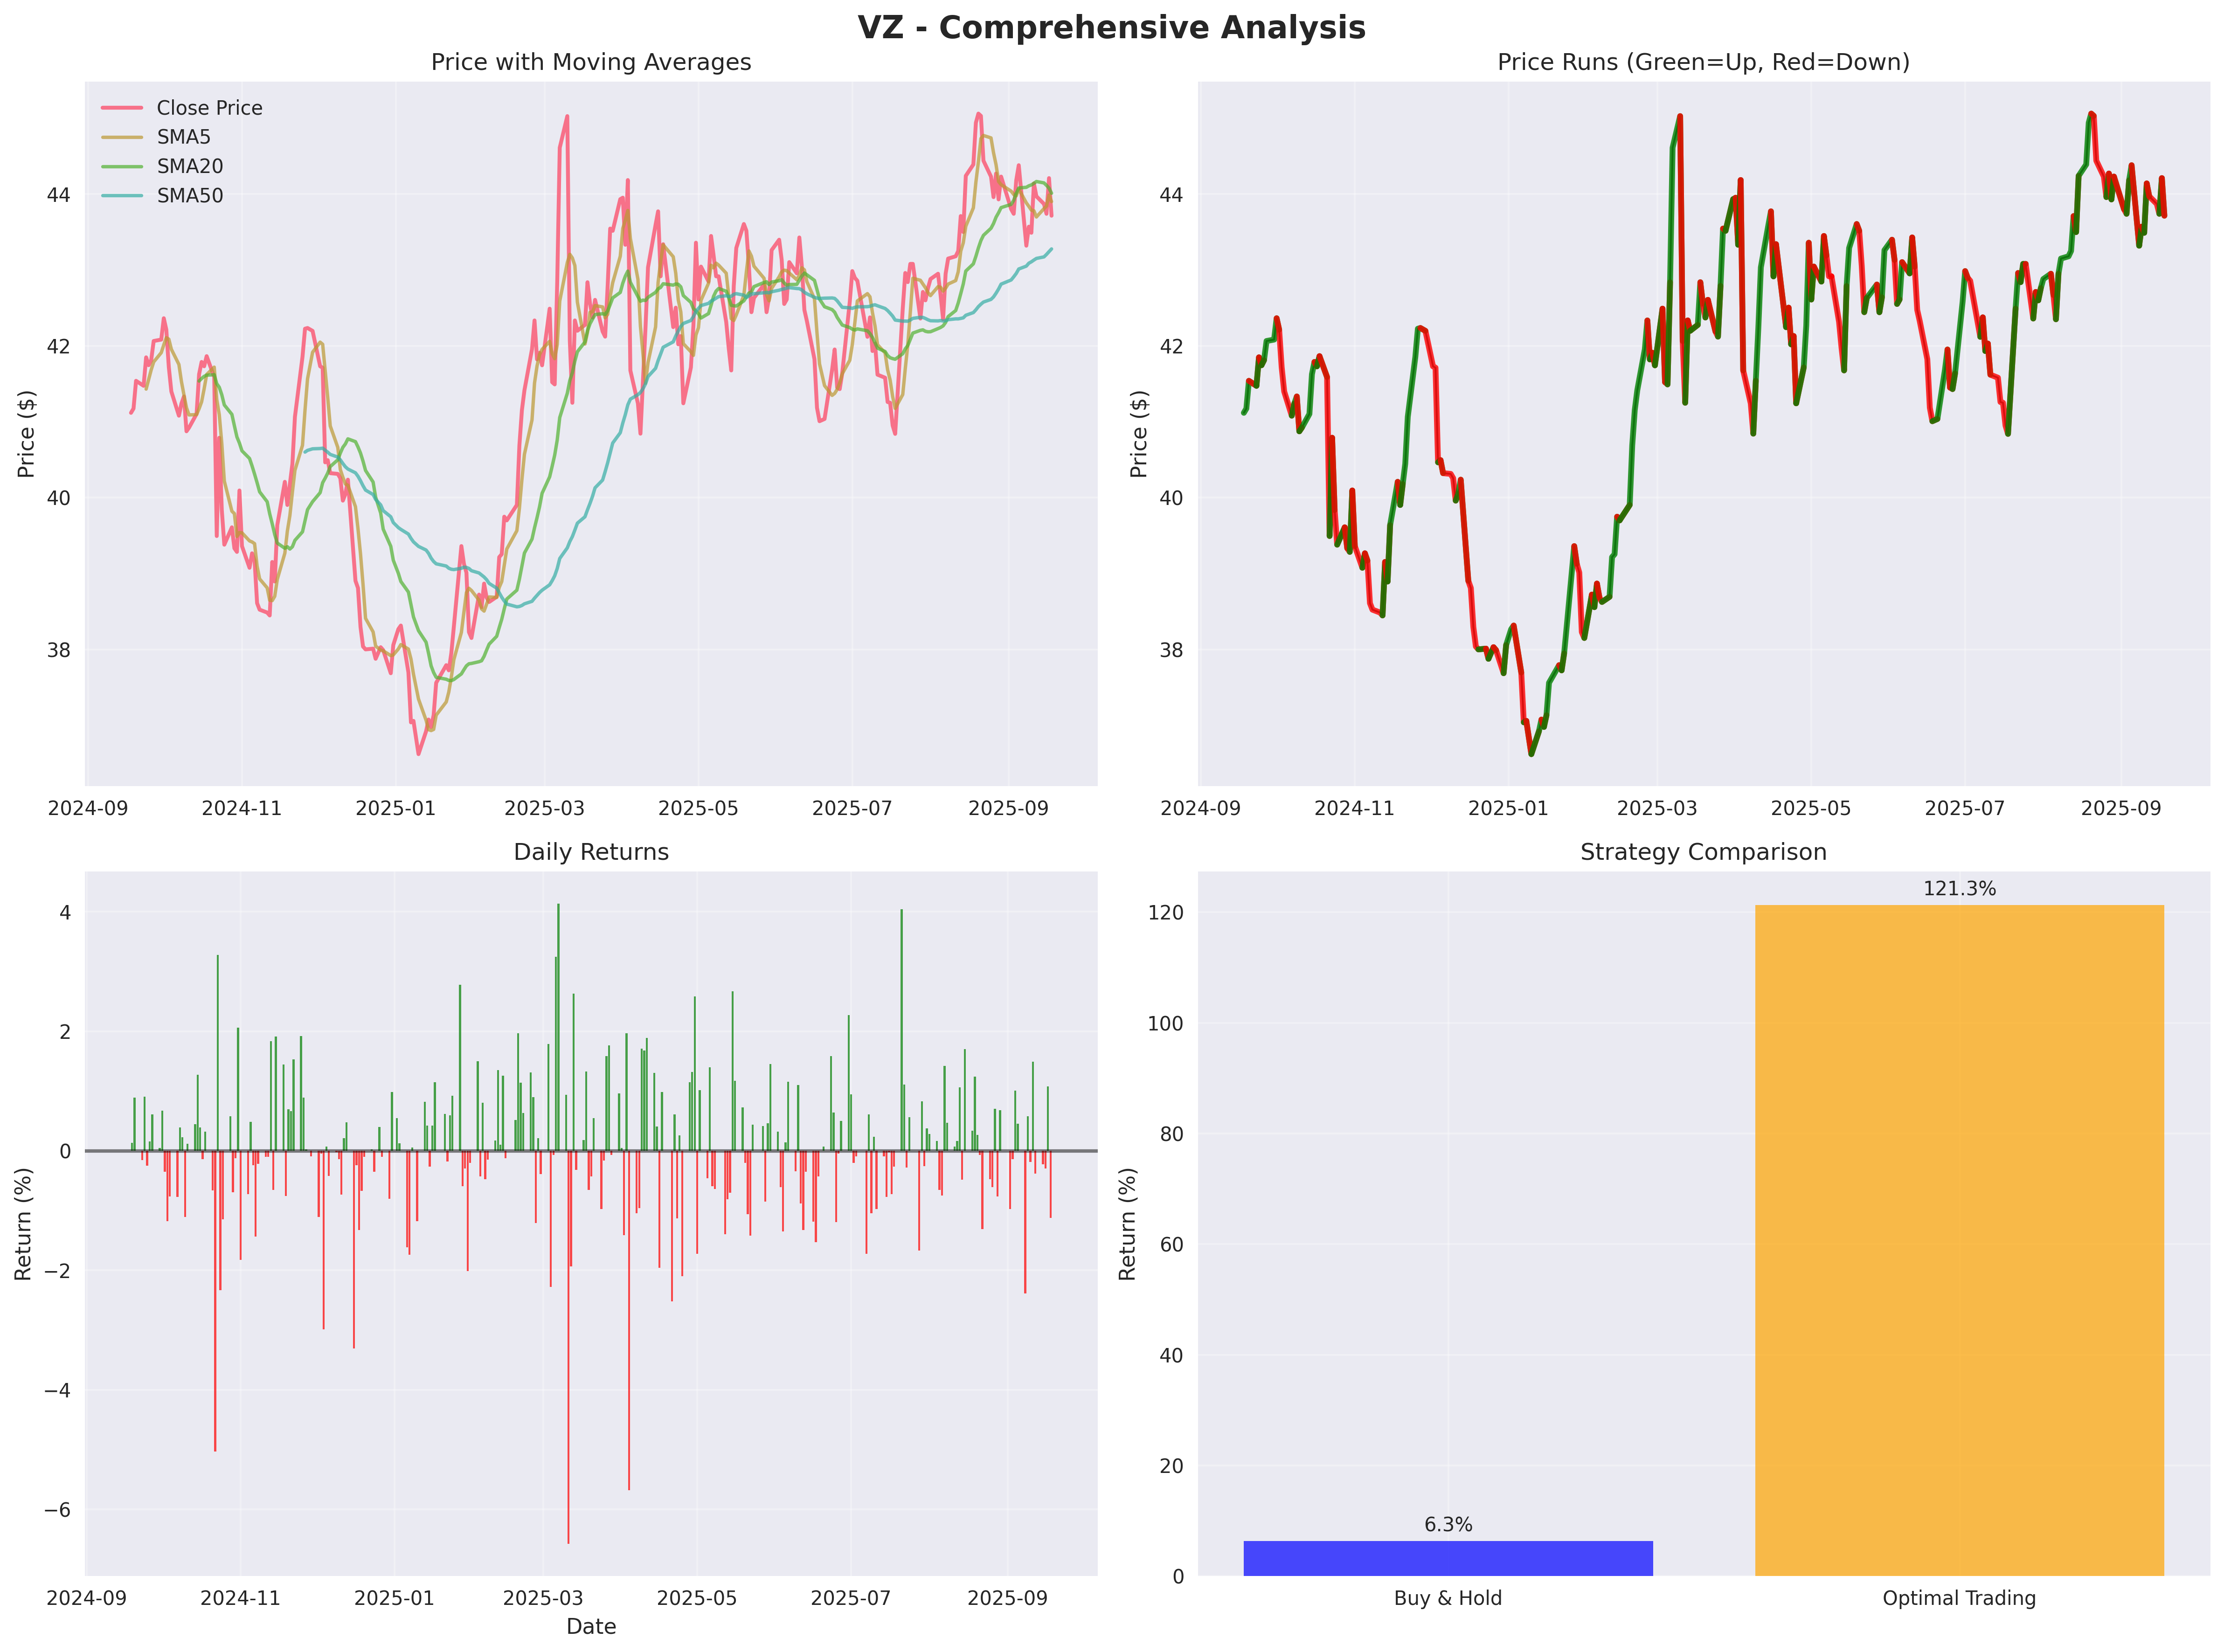 VZ - Comprehensive Analysis
Price with Moving Averages
Close Price
SMA5
SMA20
SMA50
Price ($)
44
42
40
38
2024-09 2024-11 2025-01 2025-03 2025-05 2025-07 2025-09
Price Runs (Green=Up, Red=Down)
Price ($)
44
42
40
38
2024-09 2024-11 2025-01 2025-03 2025-05 2025-07 2025-09
Daily Returns
Return (%)
4
2
0
−2
−4
−6
2024-09 2024-11 2025-01 2025-03 2025-05 2025-07 2025-09
Date
Strategy Comparison
Return (%)
120
100
80
60
40
20
0
121.3%
6.3%
Buy & Hold Optimal Trading